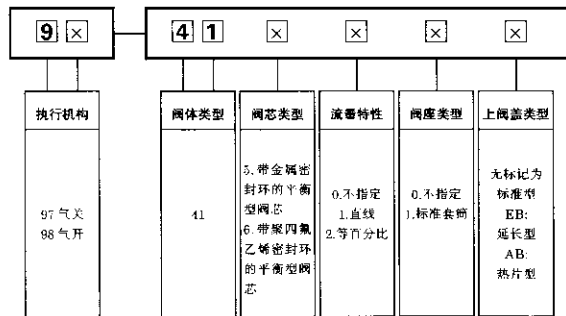 9 × 4 1 × × × ×
执行机构
97 气关
98 气开
阀体类型
41
阀芯类型
5.带金属密
封环的平衡
型阀芯
6.带聚四氟
乙烯密封环
的平衡型阀
芯
流量特性
0.不指定
1.直线
2.等百分比
阀座类型
0.不指定
1.标准套筒
上阀盖类型
无标记为
标准型
EB:
延长型
AB:
热片型